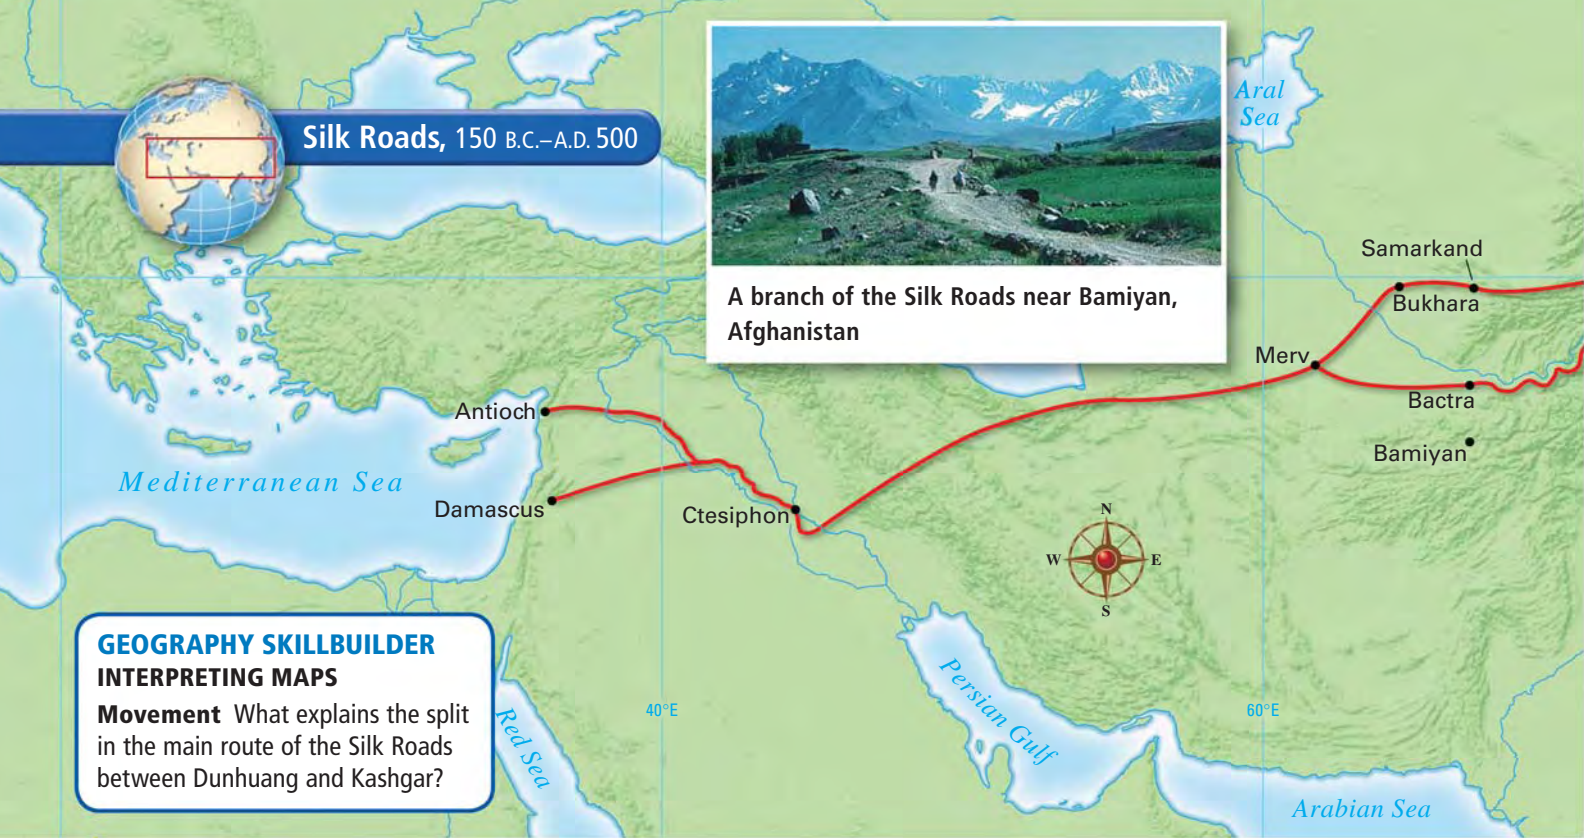 Silk Roads, 150 B.C.–A.D. 500
Aral
Sea
A branch of the Silk Roads near Bamiyan,
Afghanistan
Samarkand
Bukhara
Merv
Bactra
Bamiyan
Antioch
Mediterranean Sea
Damascus
Ctesiphon
N
W
E
S
GEOGRAPHY SKILLBUILDER
INTERPRETING MAPS
Movement What explains the split
in the main route of the Silk Roads
between Dunhuang and Kashgar?
Red Sea
40°E
Persian Gulf
60°E
Arabian Sea